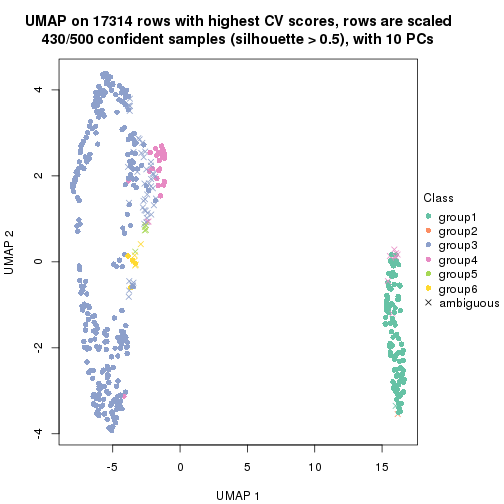 UMAP on 17314 rows with highest CV scores, rows are scaled
430/500 confident samples (silhouette > 0.5), with 10 PCs
4
2
0
-2
-4
UMAP 2
-5
0
5
10
15
UMAP 1
Class
group1
group2
group3
group4
group5
group6
ambiguous